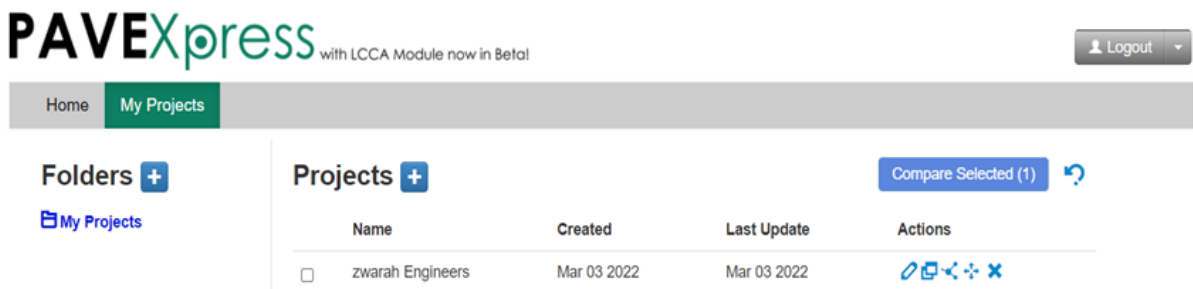 PAVEXpress with LCCA Module now in Beta!
Logout
Home My Projects
Folders + Projects + Compare Selected (1)
My Projects
Name Created Last Update Actions
zwarah Engineers Mar 03 2022 Mar 03 2022